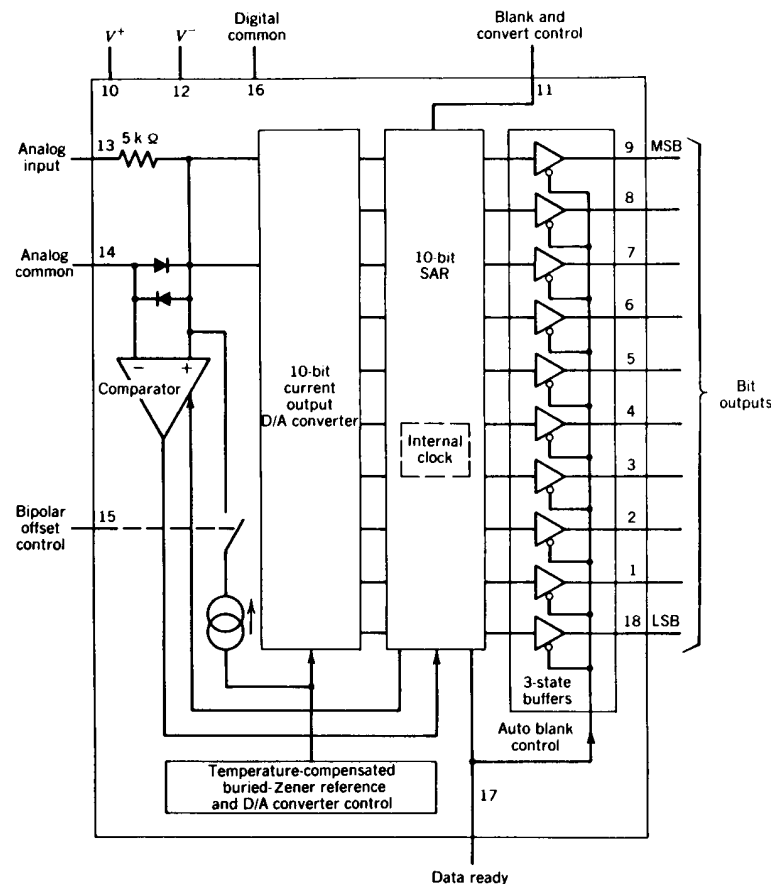 V+
V−
Digital
common
Blank and
convert control
10
12
16
11
Analog
input
13
5 k Ω
9
MSB
8
Analog
common
14
7
10-bit
SAR
6
−
+
Comparator
10-bit
current
output
D/A converter
5
Bit
outputs
4
Internal
clock
3
Bipolar
offset
control
15
2
1
18
LSB
3-state
buffers
Auto blank
control
Temperature-compensated
buried-Zener reference
and D/A converter control
17
Data ready